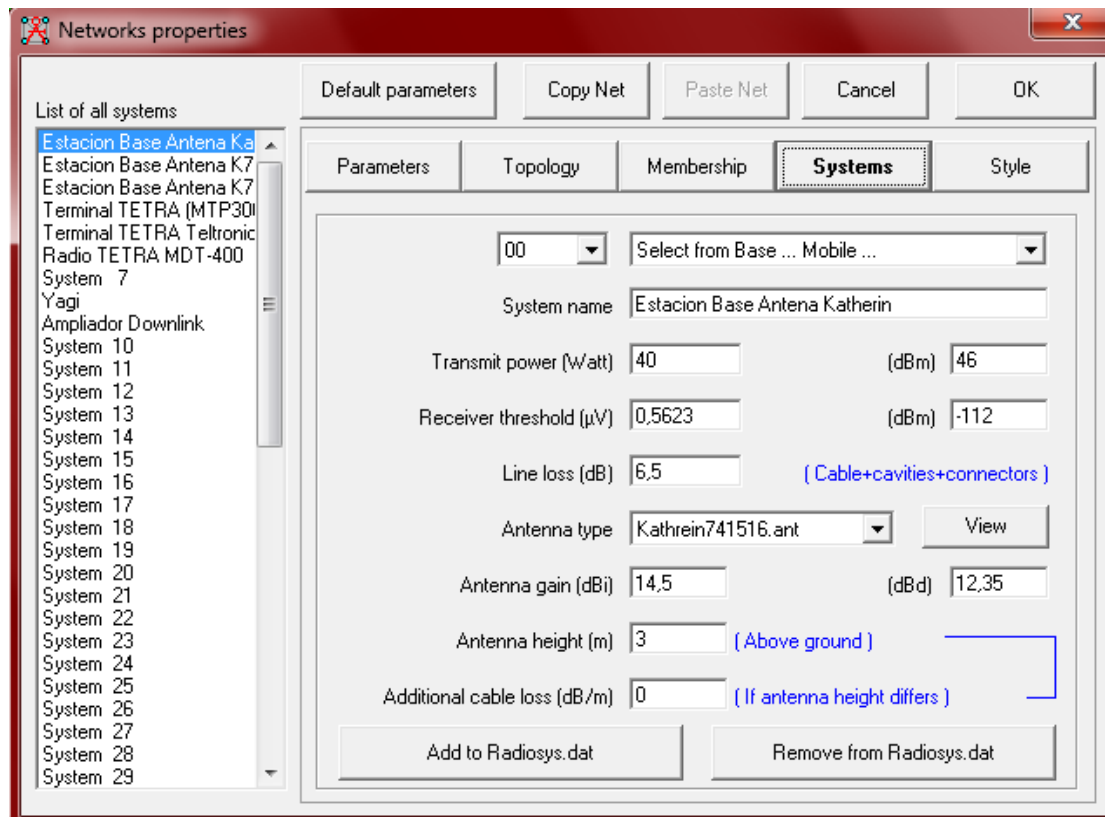 Networks properties
Default parameters
Copy Net
Paste Net
Cancel
OK
List of all systems
Estacion Base Antena Ka
Estacion Base Antena K7
Estacion Base Antena K7
Terminal TETRA (MTP30
Terminal TETRA Teltronic
Radio TETRA MDT-400
System 7
Yagi
Ampliador Downlink
System 10
System 11
System 12
System 13
System 14
System 15
System 16
System 17
System 18
System 19
System 20
System 21
System 22
System 23
System 24
System 25
System 26
System 27
System 28
System 29
Parameters
Topology
Membership
Systems
Style
00
Select from Base ... Mobile ...
System name
Estacion Base Antena Katherin
Transmit power (Watt)
40
(dBm)
46
Receiver threshold (µV)
0,5623
(dBm)
-112
Line loss (dB)
6,5
( Cable+cavities+connectors )
Antenna type
Kathrein741516.ant
View
Antenna gain (dBi)
14,5
(dBd)
12,35
Antenna height (m)
3
( Above ground )
Additional cable loss (dB/m)
0
( If antenna height differs )
Add to Radiosys.dat
Remove from Radiosys.dat